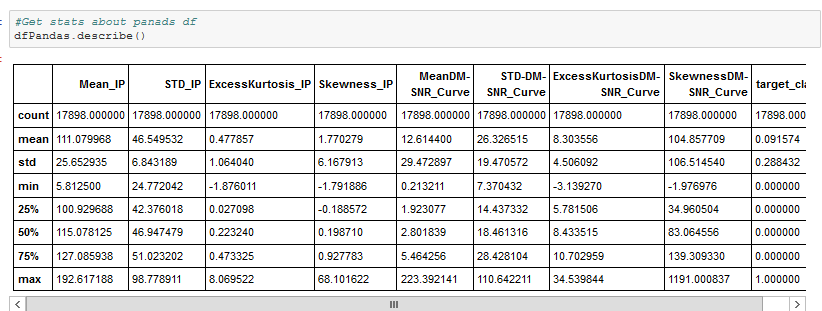 #Get stats about panads df
dfPandas.describe()
Mean_IP STD_IP ExcessKurtosis_IP Skewness_IP MeanDM-SNR_Curve STD-DM-SNR_Curve ExcessKurtosisDM-SNR_Curve SkewnessDM-SNR_Curve target_cla
count 17898.000000 17898.000000 17898.000000 17898.000000 17898.000000 17898.000000 17898.000000 17898.000000 17898.000
mean 111.079968 46.549532 0.477857 1.770279 12.614400 26.326515 8.303556 104.857709 0.091574
std 25.652935 6.843189 1.064040 6.167913 29.472897 19.470572 4.506092 106.514540 0.288432
min 5.812500 24.772042 -1.876011 -1.791886 0.213211 7.370432 -3.139270 -1.976976 0.000000
25% 100.929688 42.376018 0.027098 -0.188572 1.923077 14.437332 5.781506 34.960504 0.000000
50% 115.078125 46.947479 0.223240 0.198710 2.801839 18.461316 8.433515 83.064556 0.000000
75% 127.085938 51.023202 0.473325 0.927783 5.464256 28.428104 10.702959 139.309330 0.000000
max 192.617188 98.778911 8.069522 68.101622 223.392141 110.642211 34.539844 1191.000837 1.000000